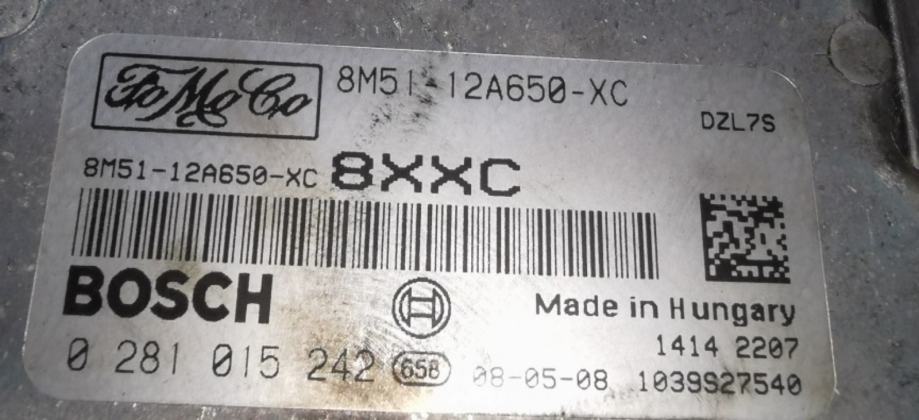 FoMoCo 8M51-12A650-XC
DZL7S
8M51-12A650-XC 8XXC
BOSCH
Made in Hungary
1414 2207
0 281 015 242 658 08-05-08 1039S27540